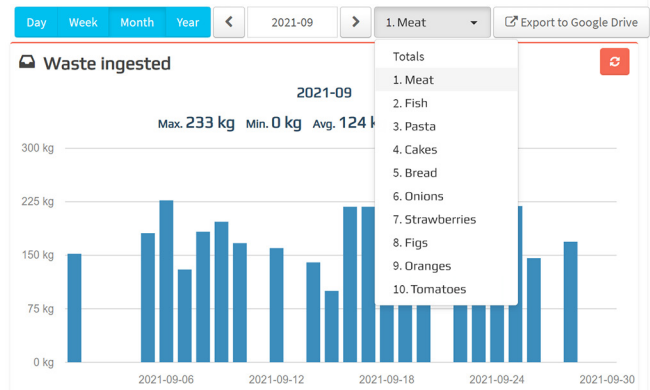 Day Week Month Year 2021-09 1. Meat Export to Google Drive
Waste ingested
2021-09
Max. 233 kg Min. 0 kg Avg. 124 k
Totals
1. Meat
2. Fish
3. Pasta
4. Cakes
5. Bread
6. Onions
7. Strawberries
8. Figs
9. Oranges
10. Tomatoes
300 kg
225 kg
150 kg
75 kg
0 kg
2021-09-06 2021-09-12 2021-09-18 2021-09-24 2021-09-30